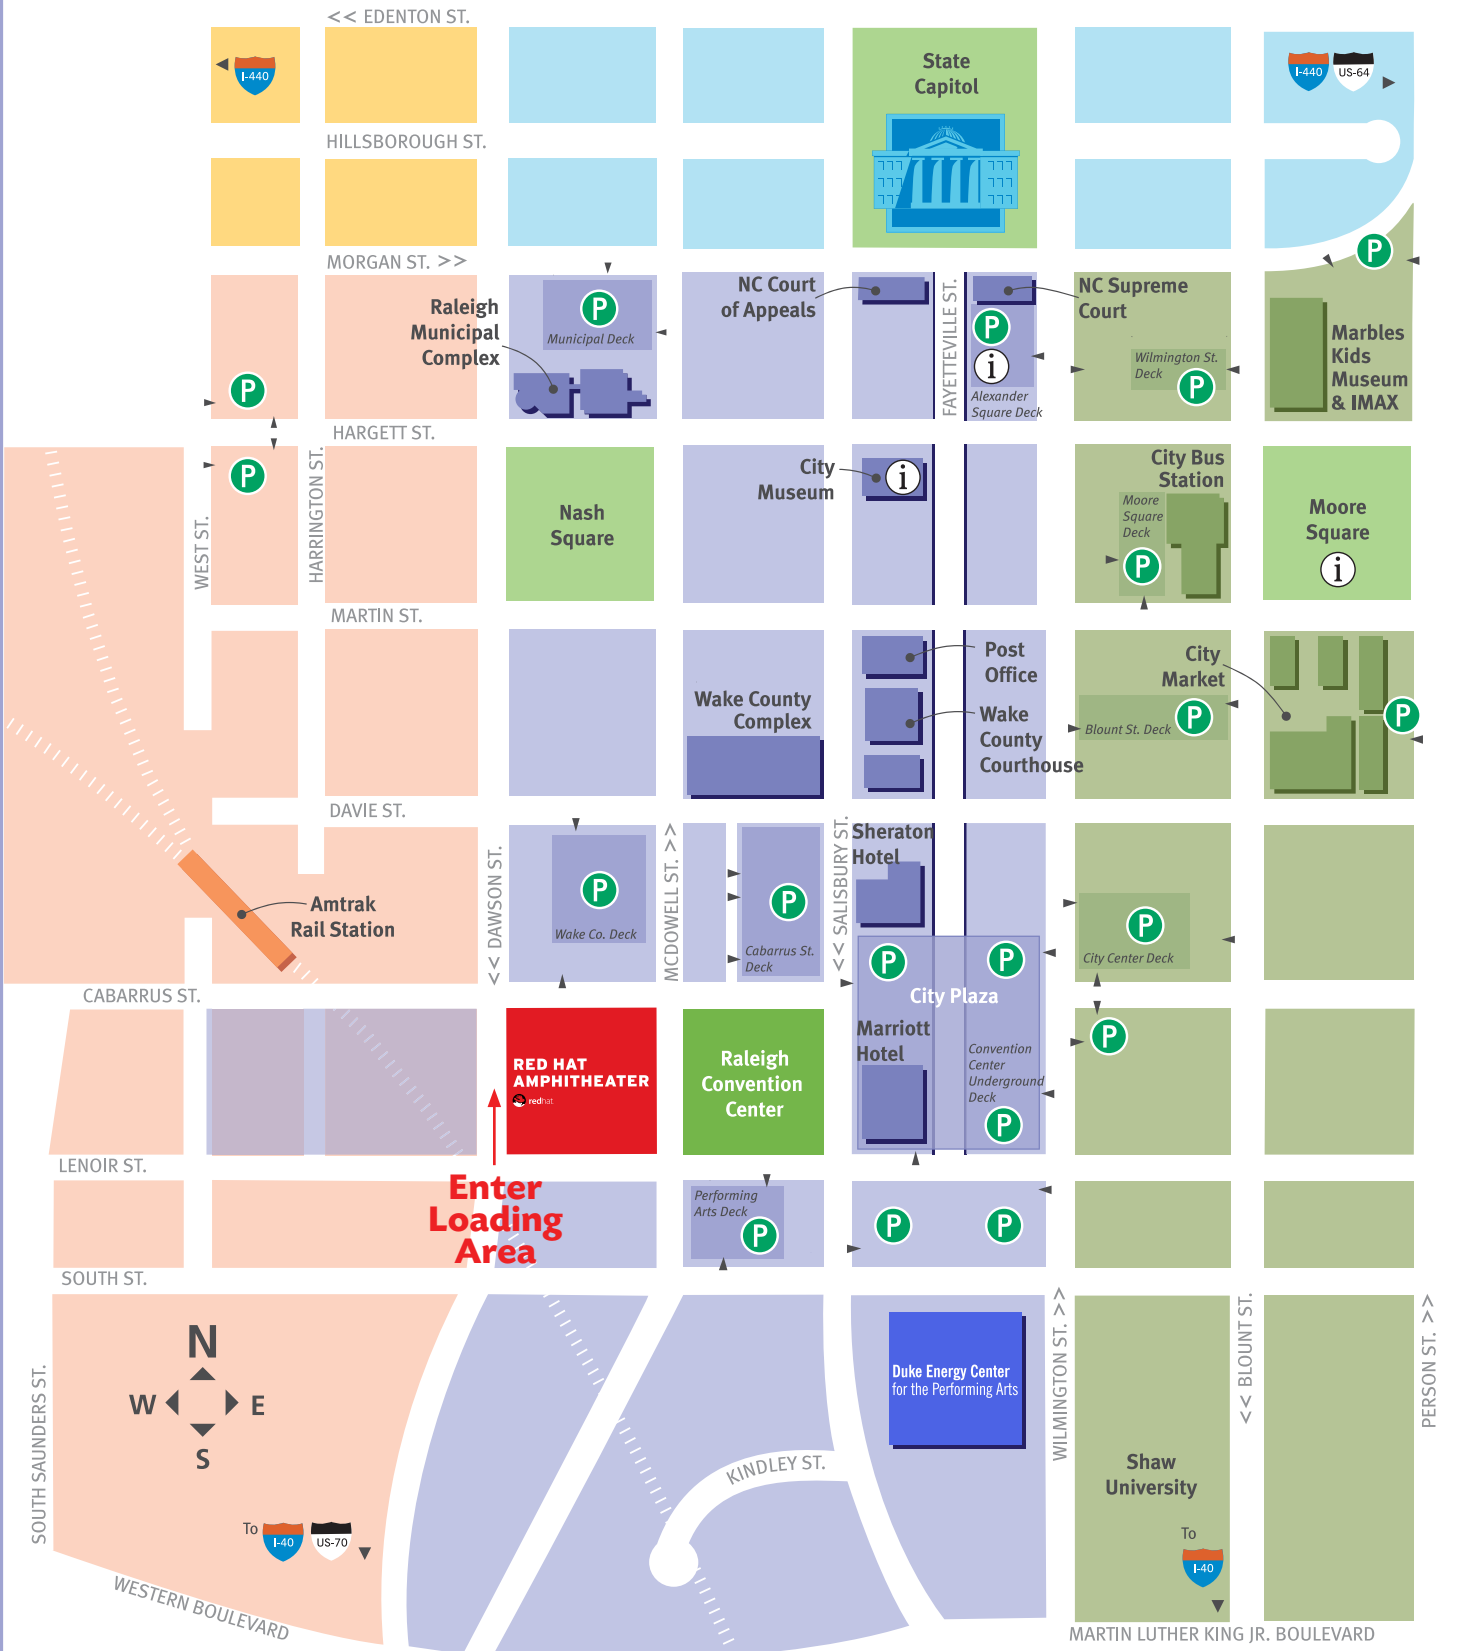 << EDENTON ST.
I-440
State
Capitol
I-440
US-64
HILLSBOROUGH ST.
MORGAN ST. >>
P
Raleigh
Municipal
Complex
P
Municipal Deck
NC Court
of Appeals
FAYETTEVILLE ST.
NC Supreme
Court
P
i
Alexander
Square Deck
Wilmington St.
Deck
P
Marbles
Kids
Museum
& IMAX
P
HARGETT ST.
P
WEST ST.
HARRINGTON ST.
Nash
Square
City
Museum
i
City Bus
Station
Moore
Square
Deck
P
Moore
Square
i
MARTIN ST.
Wake County
Complex
Post
Office
Wake
County
Courthouse
Blount St. Deck
P
City
Market
P
DAVIE ST.
Amtrak
Rail Station
<< DAWSON ST.
P
Wake Co. Deck
MCDOWELL ST. >>
P
Cabarrus St.
Deck
<< SALISBURY ST.
Sheraton
Hotel
P
P
City Plaza
P
City Center Deck
CABARRUS ST.
RED HAT
AMPHITHEATER
redhat
Raleigh
Convention
Center
Marriott
Hotel
Convention
Center
Underground
Deck
P
P
LENOIR ST.
Enter
Loading
Area
Performing
Arts Deck
P
P
P
SOUTH ST.
SOUTH SAUNDERS ST.
N
W
E
S
Duke Energy Center
for the Performing Arts
WILMINGTON ST. >>
<< BLOUNT ST.
PERSON ST. >>
KINDLEY ST.
Shaw
University
To
I-40
US-70
To
I-40
WESTERN BOULEVARD
MARTIN LUTHER KING JR. BOULEVARD